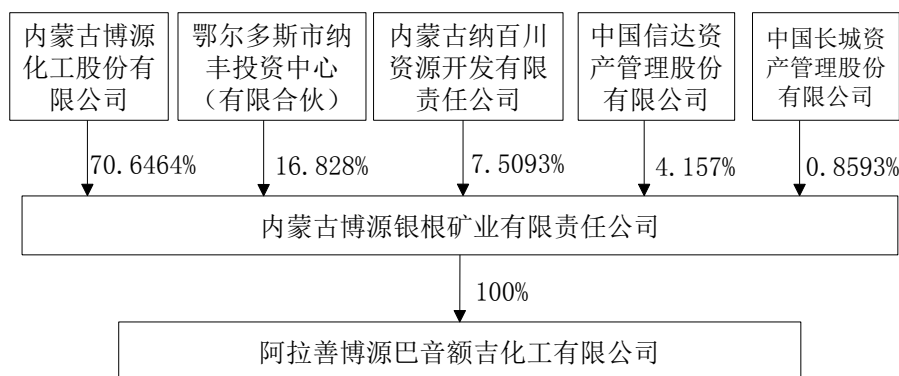 内蒙古博源
化工股份有
限公司
鄂尔多斯市纳
丰投资中心
（有限合伙）
内蒙古纳百川
资源开发有限
责任公司
中国信达资
产管理股份
有限公司
中国长城资
产管理股份
有限公司
70.6464%
16.828%
7.5093%
4.157%
0.8593%
内蒙古博源银根矿业有限责任公司
100%
阿拉善博源巴音额吉化工有限公司